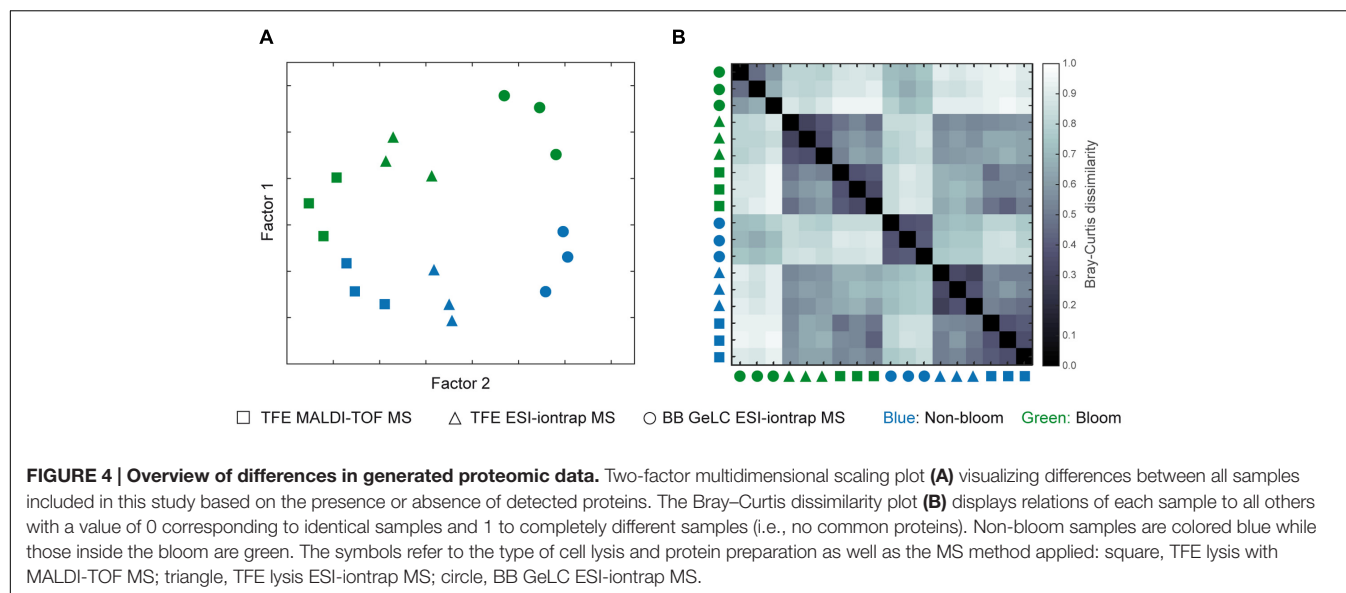 A
B
Factor 1
Factor 2
1.0
0.9
0.8
0.7
0.6
0.5
0.4
0.3
0.2
0.1
0.0
Bray-Curtis dissimilarity
TFE MALDI-TOF MS
TFE ESI-iontrap MS
BB GeLC ESI-iontrap MS
Blue: Non-bloom
Green: Bloom
FIGURE 4 | Overview of differences in generated proteomic data. Two-factor multidimensional scaling plot (A) visualizing differences between all samples
included in this study based on the presence or absence of detected proteins. The Bray–Curtis dissimilarity plot (B) displays relations of each sample to all others
with a value of 0 corresponding to identical samples and 1 to completely different samples (i.e., no common proteins). Non-bloom samples are colored blue while
those inside the bloom are green. The symbols refer to the type of cell lysis and protein preparation as well as the MS method applied: square, TFE lysis with
MALDI-TOF MS; triangle, TFE lysis ESI-iontrap MS; circle, BB GeLC ESI-iontrap MS.